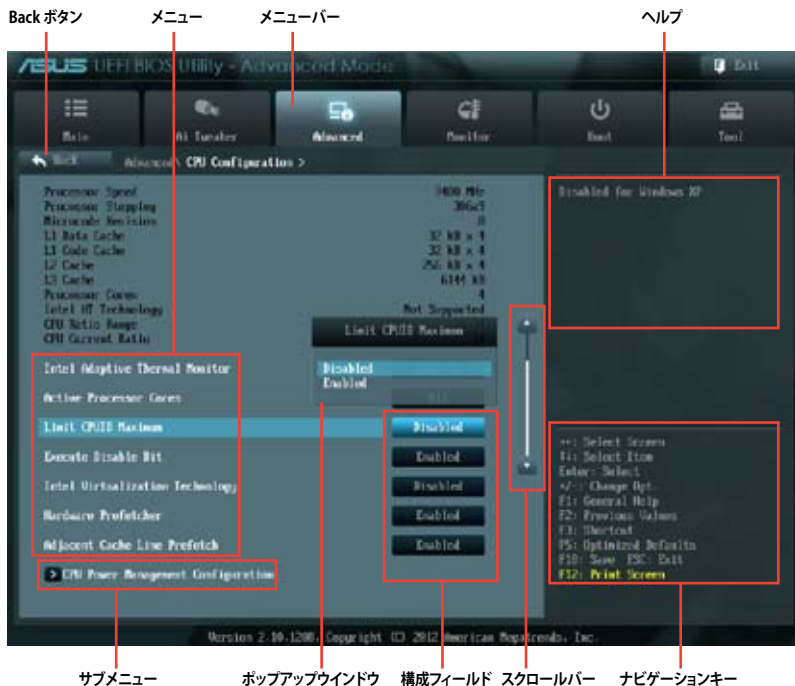 Back ボタン
メニュー
メニューバー
ヘルプ
ASUS UEFI BIOS Utility - Advanced Mode
Exit
Main
Ai Tweaker
Advanced
Monitor
Boot
Tool
Back
Advanced\ CPU Configuration >
Processor Speed 3400 MHz
Processor Stepping 306a9
Microcode Revision
L1 Data Cache 32 kB x 4
L1 Code Cache 32 kB x 4
L2 Cache 256 kB x 4
L3 Cache 6144 kB
Processor Cores 4
Intel HT Technology Not Supported
CPU Ratio Range
CPU Current Ratio
Disabled for Windows XP
Limit CPUID Maximum
Disabled
Enabled
Intel Adaptive Thermal Monitor
Active Processor Cores
Limit CPUID Maximum Disabled
Execute Disable Bit Enabled
Intel Virtualization Technology Disabled
Hardware Prefetcher Enabled
Adjacent Cache Line Prefetch Enabled
CPU Power Management Configuration
Select Screen
Select Item
Enter: Select
+/-: Change Opt.
F1: General Help
F2: Previous Values
F3: Shortcut
F5: Optimized Defaults
F10: Save ESC: Exit
F12: Print Screen
Version 2.10.1208. Copyright (C) 2012 American Megatrends, Inc.
サブメニュー
ポップアップウインドウ
構成フィールド
スクロールバー
ナビゲーションキー